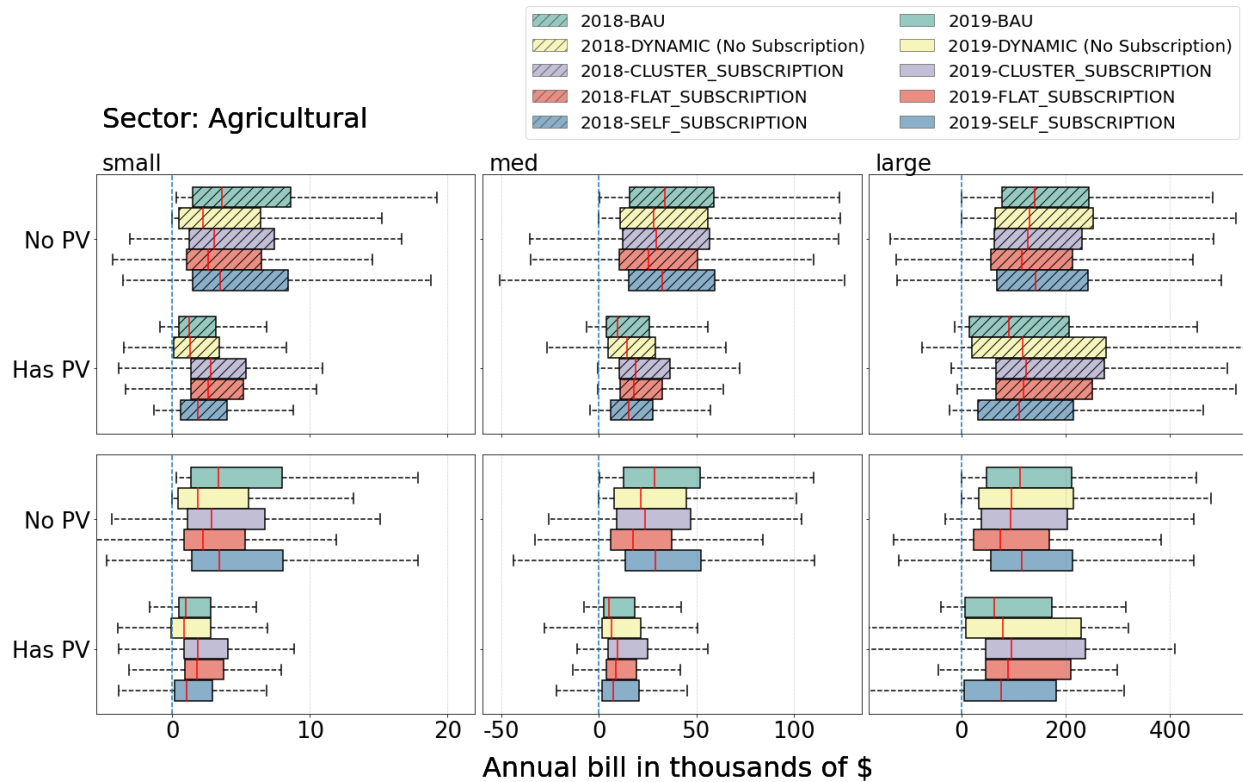 2018-BAU 2019-BAU
2018-DYNAMIC (No Subscription) 2019-DYNAMIC (No Subscription)
2018-CLUSTER_SUBSCRIPTION 2019-CLUSTER_SUBSCRIPTION
2018-FLAT_SUBSCRIPTION 2019-FLAT_SUBSCRIPTION
2018-SELF_SUBSCRIPTION 2019-SELF_SUBSCRIPTION
Sector: Agricultural
small med large
No PV
Has PV
No PV
Has PV
0 10 20 -50 0 50 100 0 200 400
Annual bill in thousands of $